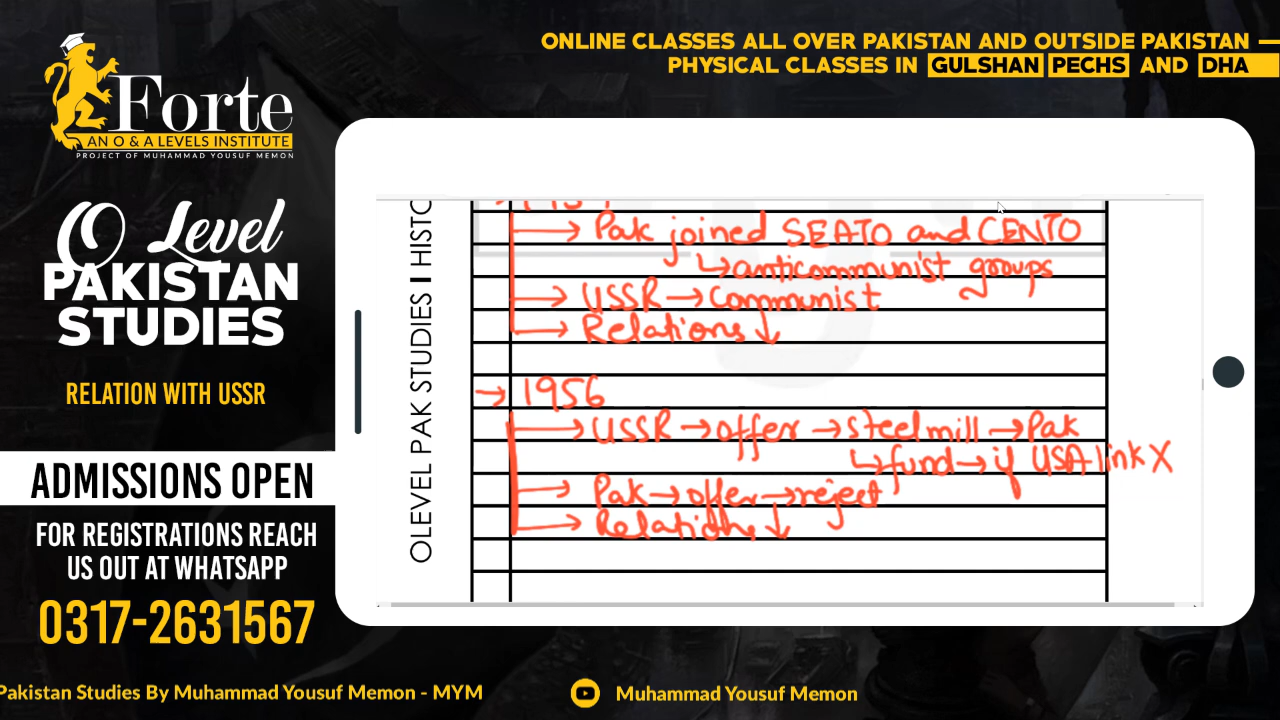 ONLINE CLASSES ALL OVER PAKISTAN AND OUTSIDE PAKISTAN
PHYSICAL CLASSES IN GULSHAN PECHS AND DHA
Forte
AN O & A LEVELS INSTITUTE
PROJECT OF MUHAMMAD YOUSUF MEMON
O Level
PAKISTAN
STUDIES
RELATION WITH USSR
ADMISSIONS OPEN
FOR REGISTRATIONS REACH
US OUT AT WHATSAPP
0317-2631567
OLEVEL PAK STUDIES I HISTO
→ Pak joined SEATO and CENTO
↳ anticommunist groups
→ USSR → Communist
→ Relations ↓
→ 1956
→ USSR → offer → steel mill → Pak
↳ fund → if USA link X
→ Pak → offer → reject
→ Relations ↓
Pakistan Studies By Muhammad Yousuf Memon - MYM
Muhammad Yousuf Memon